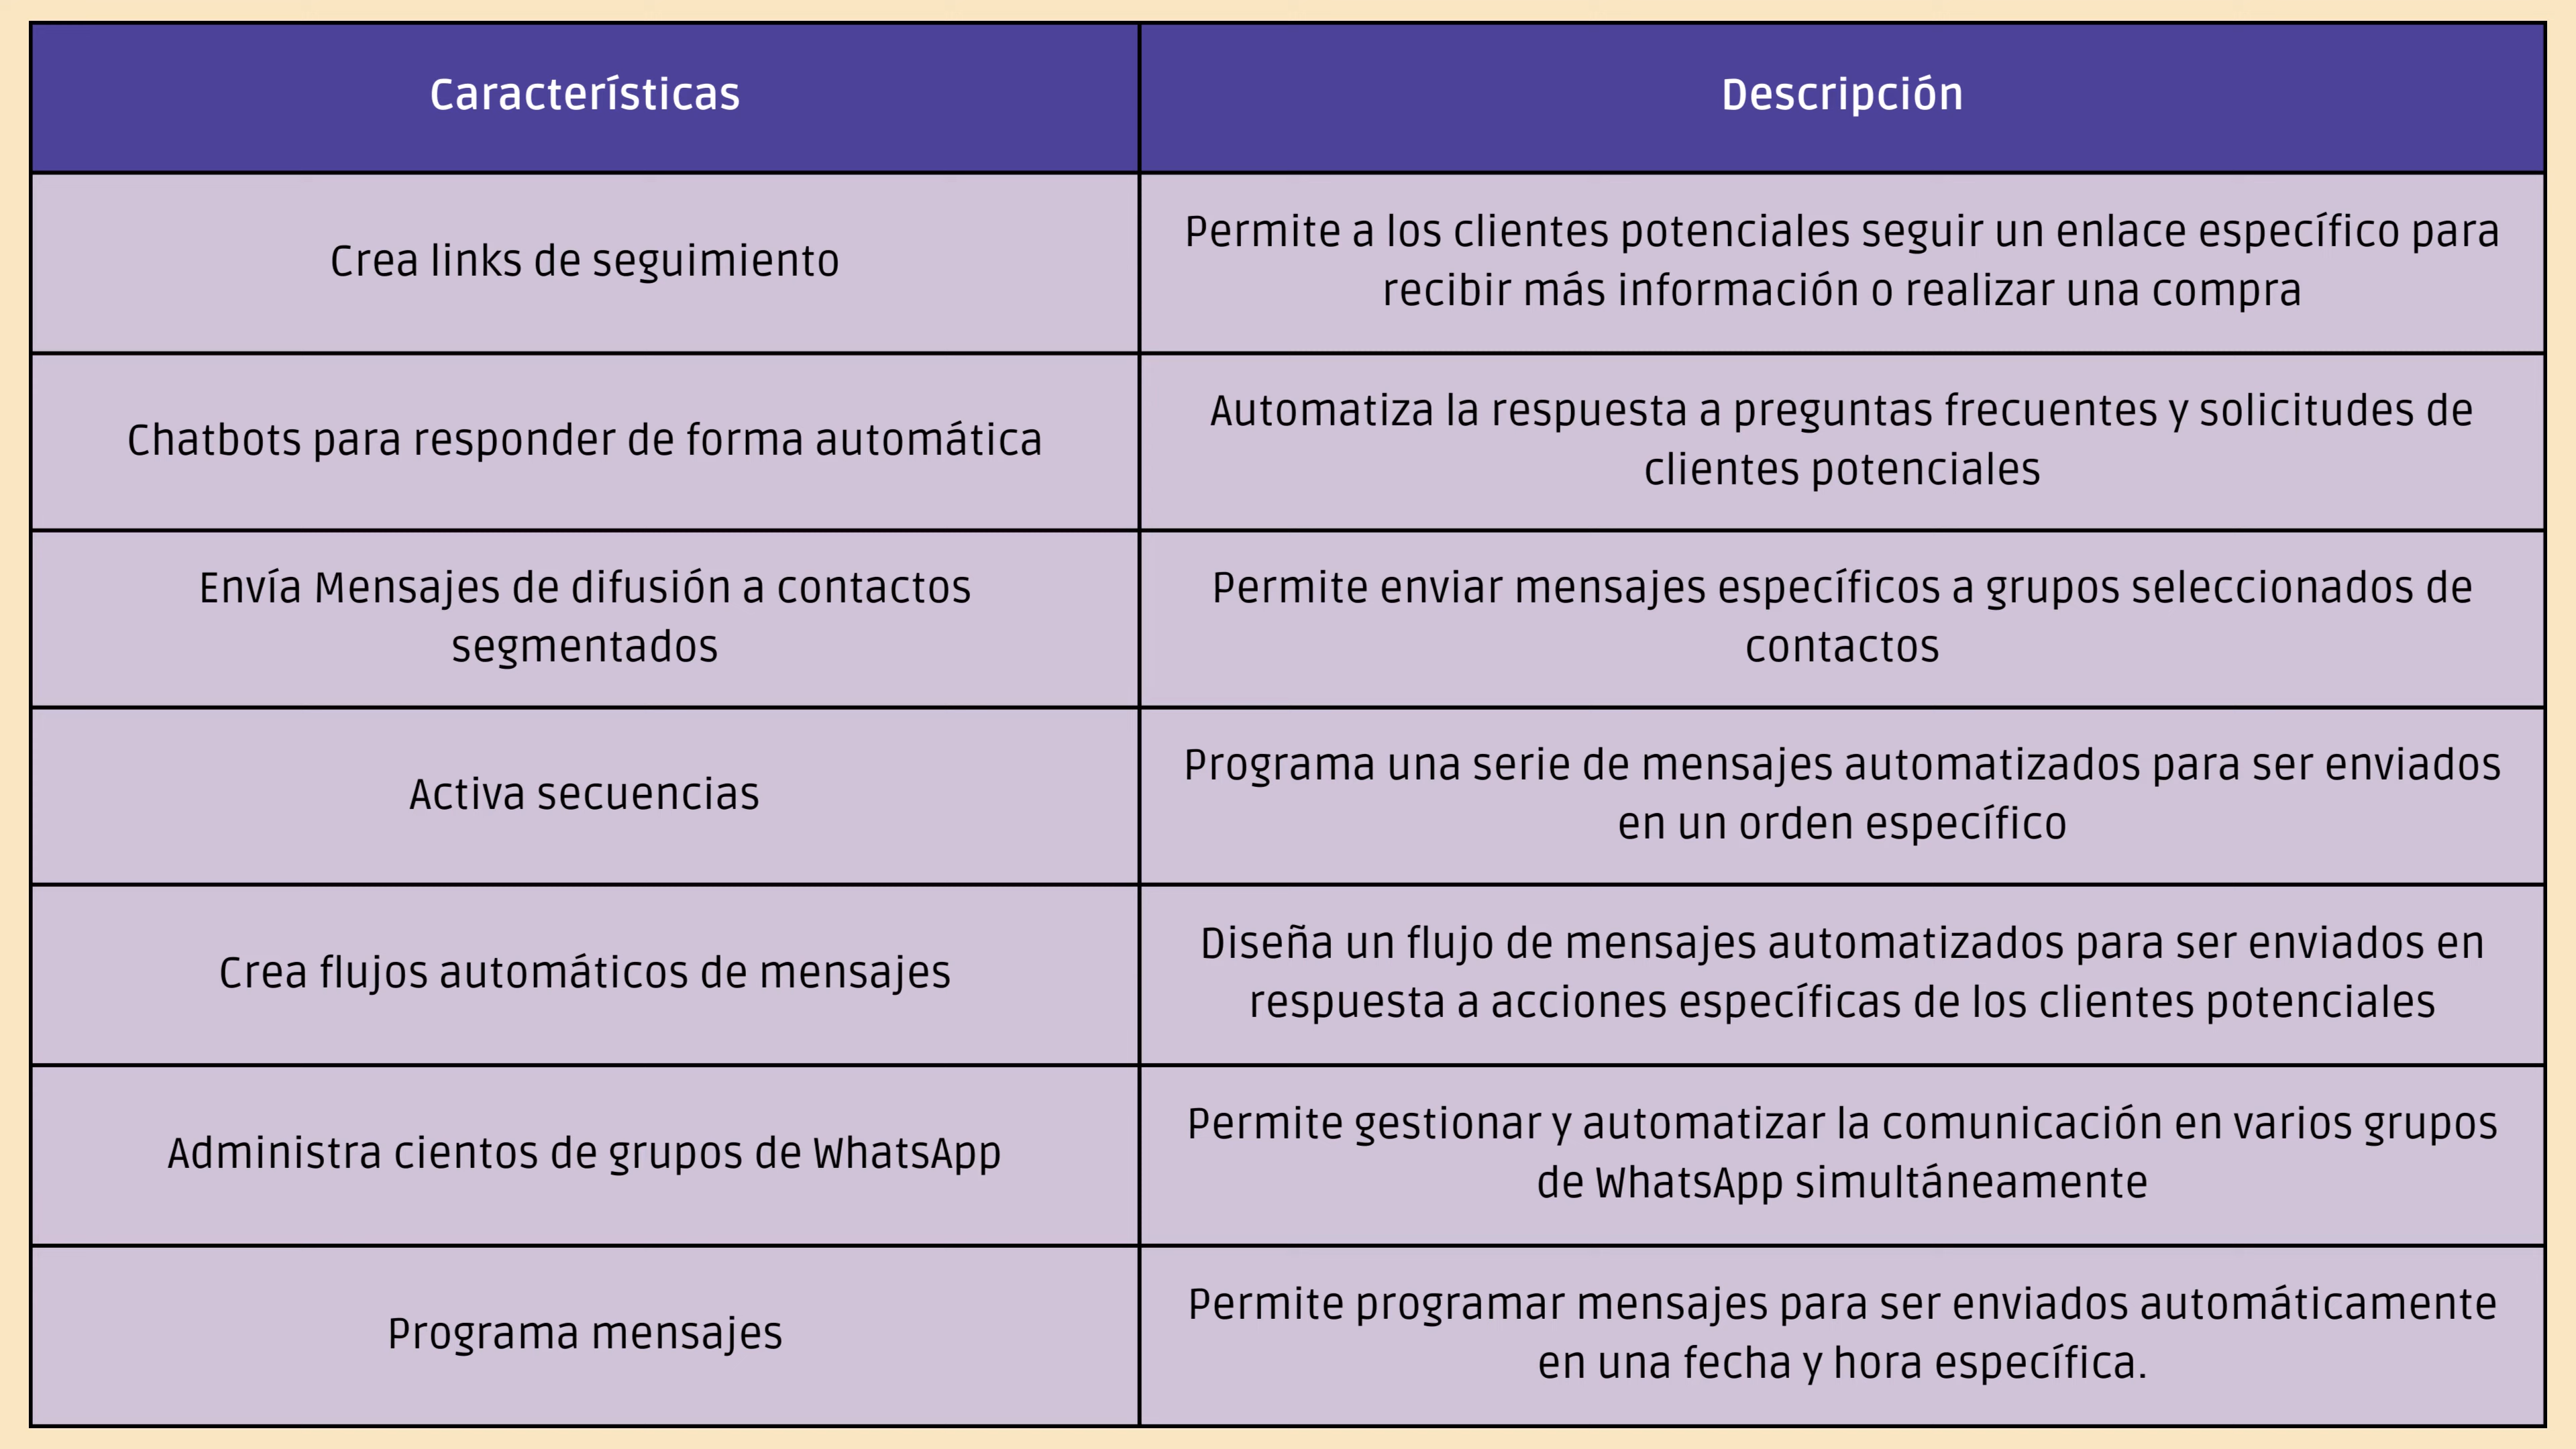 Características
Descripción
Crea links de seguimiento
Permite a los clientes potenciales seguir un enlace específico para
recibir más información o realizar una compra
Chatbots para responder de forma automática
Automatiza la respuesta a preguntas frecuentes y solicitudes de
clientes potenciales
Envía Mensajes de difusión a contactos
segmentados
Permite enviar mensajes específicos a grupos seleccionados de
contactos
Activa secuencias
Programa una serie de mensajes automatizados para ser enviados
en un orden específico
Crea flujos automáticos de mensajes
Diseña un flujo de mensajes automatizados para ser enviados en
respuesta a acciones específicas de los clientes potenciales
Administra cientos de grupos de WhatsApp
Permite gestionar y automatizar la comunicación en varios grupos
de WhatsApp simultáneamente
Programa mensajes
Permite programar mensajes para ser enviados automáticamente
en una fecha y hora específica.